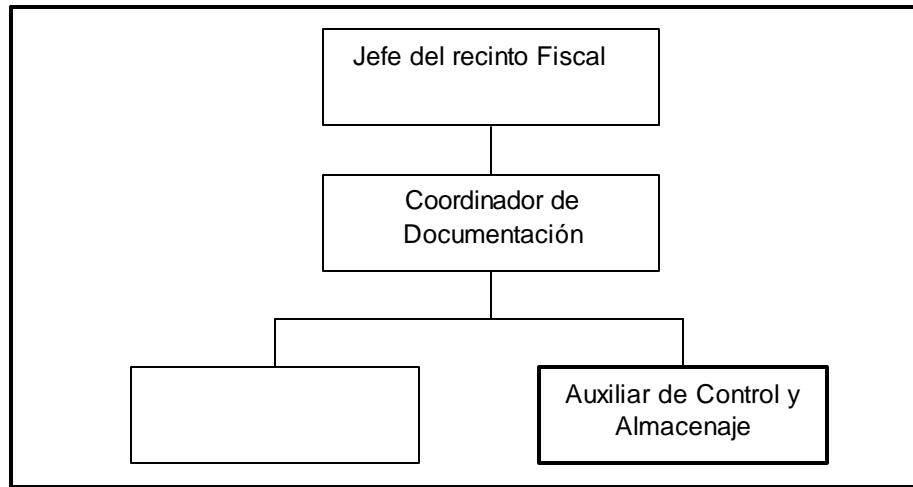 Jefe del recinto Fiscal
Coordinador de
Documentación
Auxiliar de Control y
Almacenaje